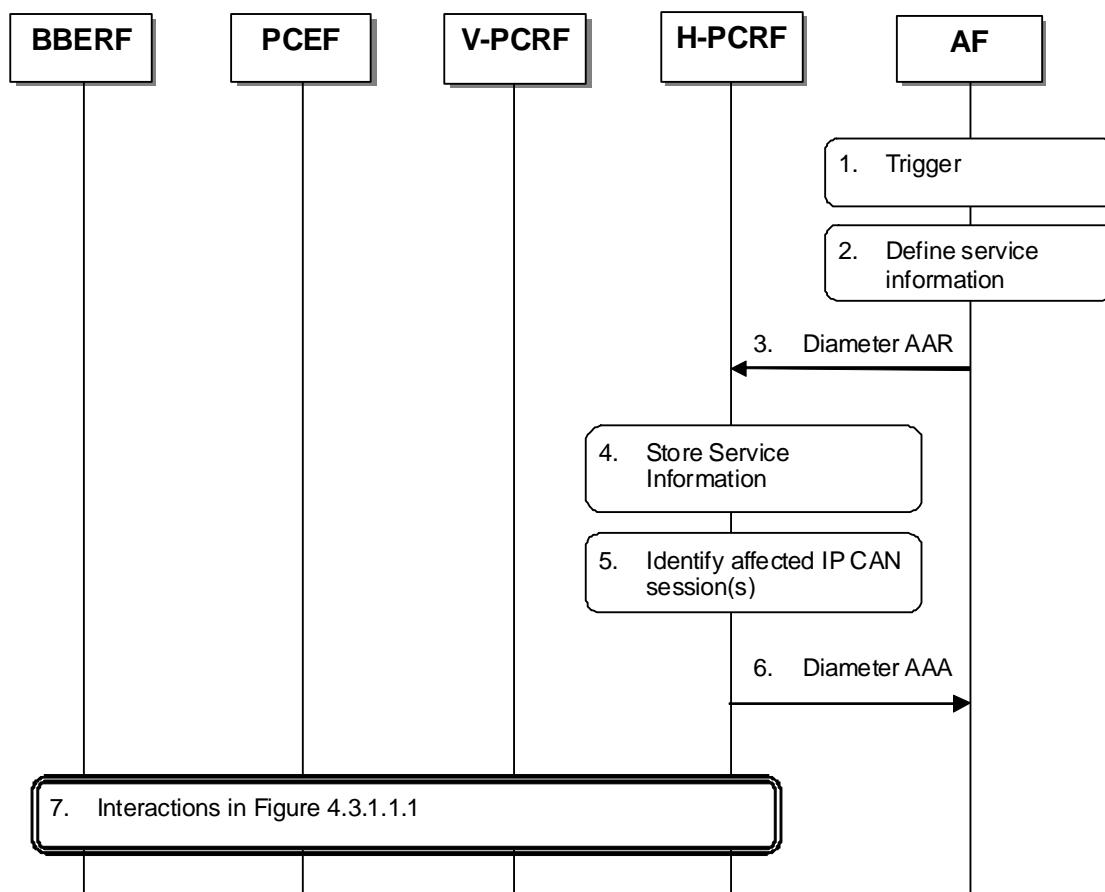 BBERF PCEF V-PCRF H-PCRF AF
1. Trigger
2. Define service
information
3. Diameter AAR
4. Store Service
Information
5. Identify affected IP CAN
session(s)
6. Diameter AAA
7. Interactions in Figure 4.3.1.1.1